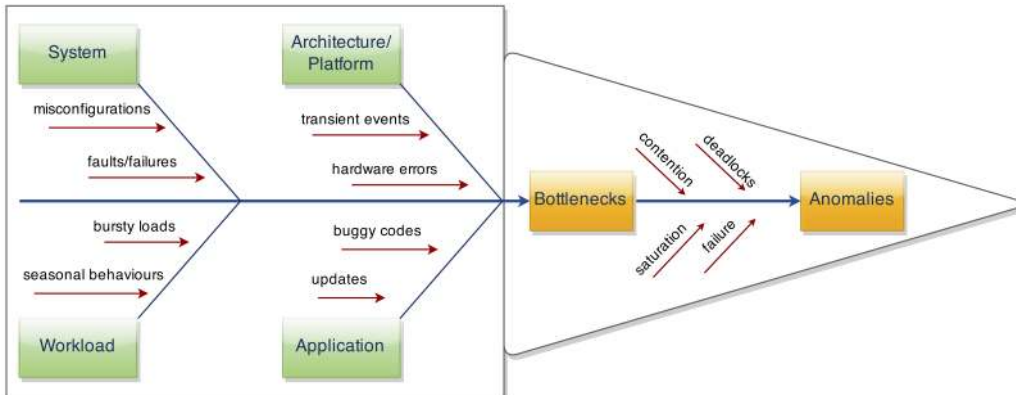 System
Architecture/
Platform
misconfigurations
transient events
faults/failures
hardware errors
contention
deadlocks
Bottlenecks
Anomalies
bursty loads
buggy codes
saturation
failure
seasonal behaviours
updates
Workload
Application